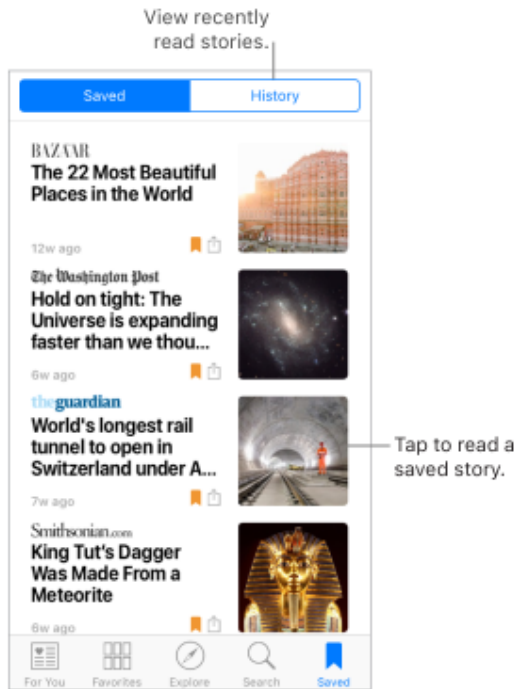 View recently
read stories.
Saved
History
BAZAAR
The 22 Most Beautiful
Places in the World
12w ago
The Washington Post
Hold on tight: The
Universe is expanding
faster than we thou...
6w ago
theguardian
World's longest rail
tunnel to open in
Switzerland under A...
7w ago
Tap to read a
saved story.
Smithsonian.com
King Tut's Dagger
Was Made From a
Meteorite
6w ago
For You
Favorites
Explore
Search
Saved